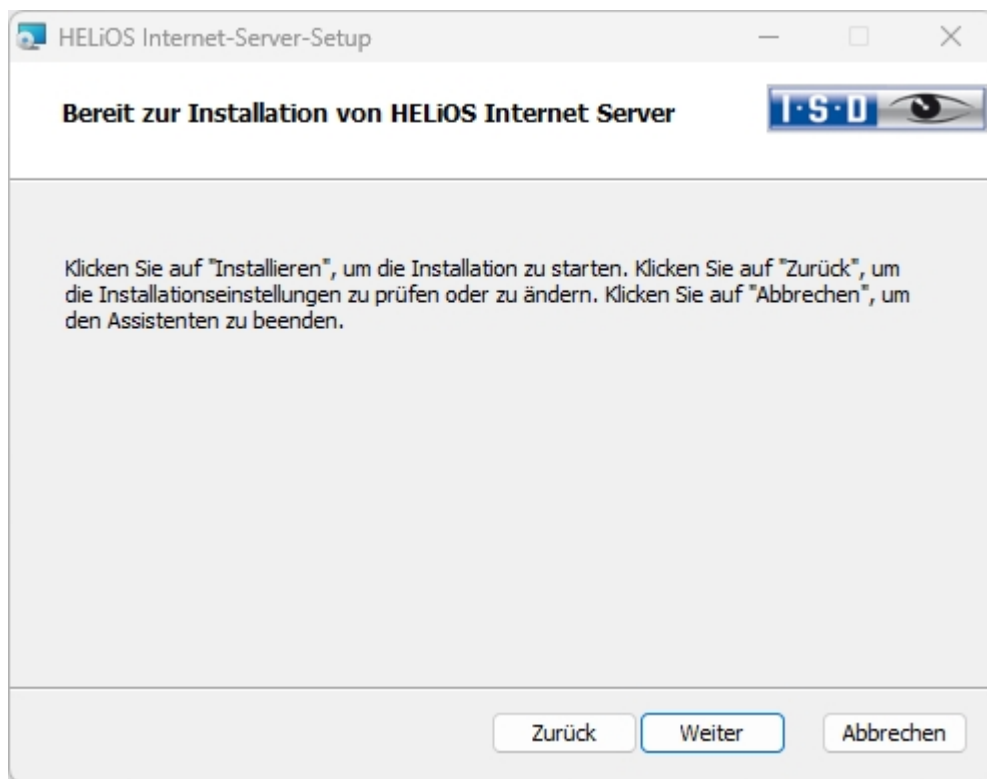 HELiOS Internet-Server-Setup
Bereit zur Installation von HELiOS Internet Server
I·S·D
Klicken Sie auf "Installieren", um die Installation zu starten. Klicken Sie auf "Zurück", um
die Installationseinstellungen zu prüfen oder zu ändern. Klicken Sie auf "Abbrechen", um
den Assistenten zu beenden.
Zurück Weiter Abbrechen